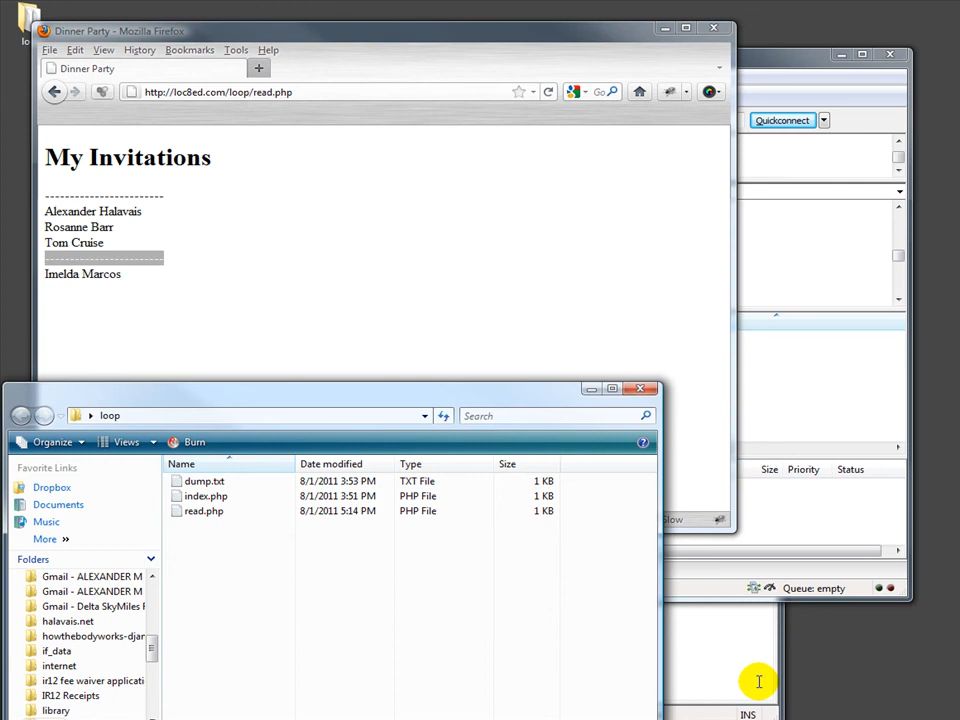 lo
Dinner Party - Mozilla Firefox
File Edit View History Bookmarks Tools Help
Dinner Party
http://loc8ed.com/loop/read.php
Go
Quickconnect
My Invitations
------------------------
Alexander Halavais
Rosanne Barr
Tom Cruise
------------------------
Imelda Marcos
loop
Search
Organize Views Burn
Favorite Links
Dropbox
Documents
Music
More »
Folders
Gmail - ALEXANDER M
Gmail - ALEXANDER M
Gmail - Delta SkyMiles F
halavais.net
howthebodyworks-djan
if_data
internet
ir12 fee waiver applicati
IR12 Receipts
library
Name Date modified Type Size
dump.txt 8/1/2011 3:53 PM TXT File 1 KB
index.php 8/1/2011 3:51 PM PHP File 1 KB
read.php 8/1/2011 5:14 PM PHP File 1 KB
Size Priority Status
Slow
Queue: empty
INS